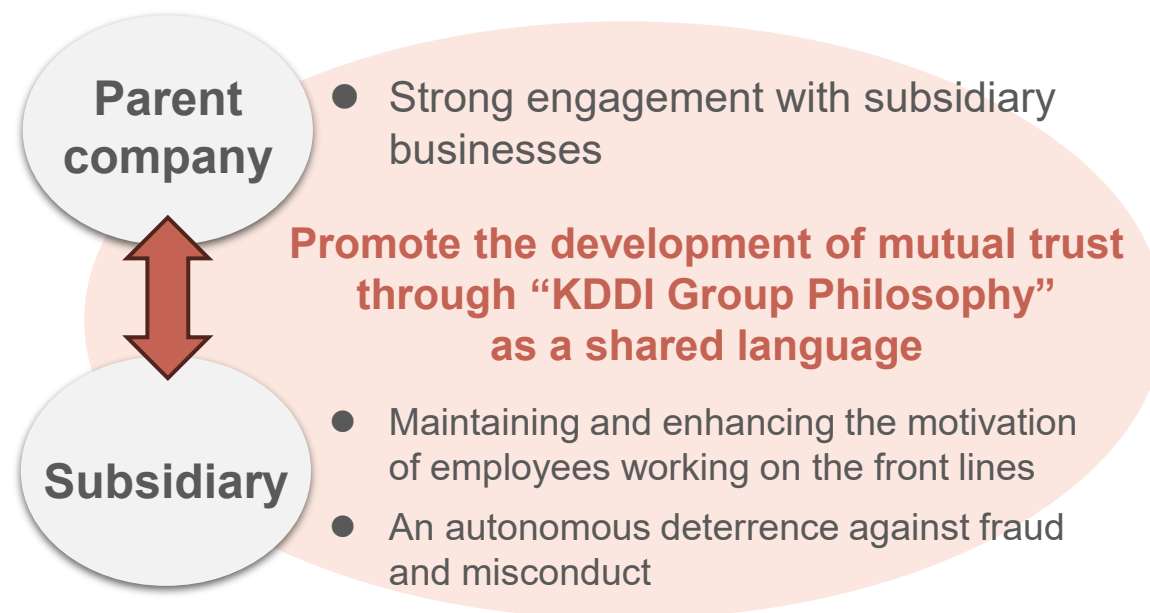 Parent
company
● Strong engagement with subsidiary
businesses
Promote the development of mutual trust
through “KDDI Group Philosophy”
as a shared language
Subsidiary
● Maintaining and enhancing the motivation
of employees working on the front lines
● An autonomous deterrence against fraud
and misconduct